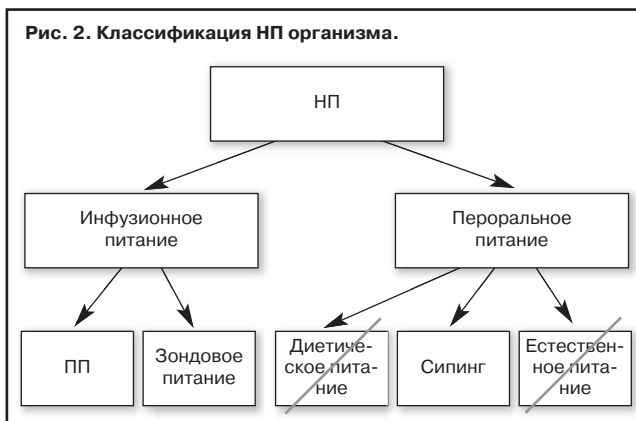 Рис. 2. Классификация НП организма.
НП
Инфузионное
питание
Пероральное
питание
ПП
Зондовое
питание
Диетиче-
ское пита-
ние
Сипинг
Естествен-
ное пита-
ние